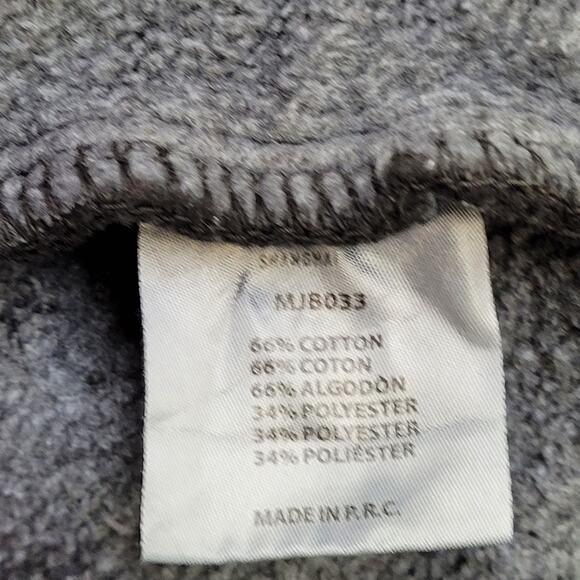 MJB033
66% COTTON
66% COTON
66% ALGODÓN
34% POLYESTER
34% POLYESTER
34% POLIÉSTER
MADE IN P.R.C.